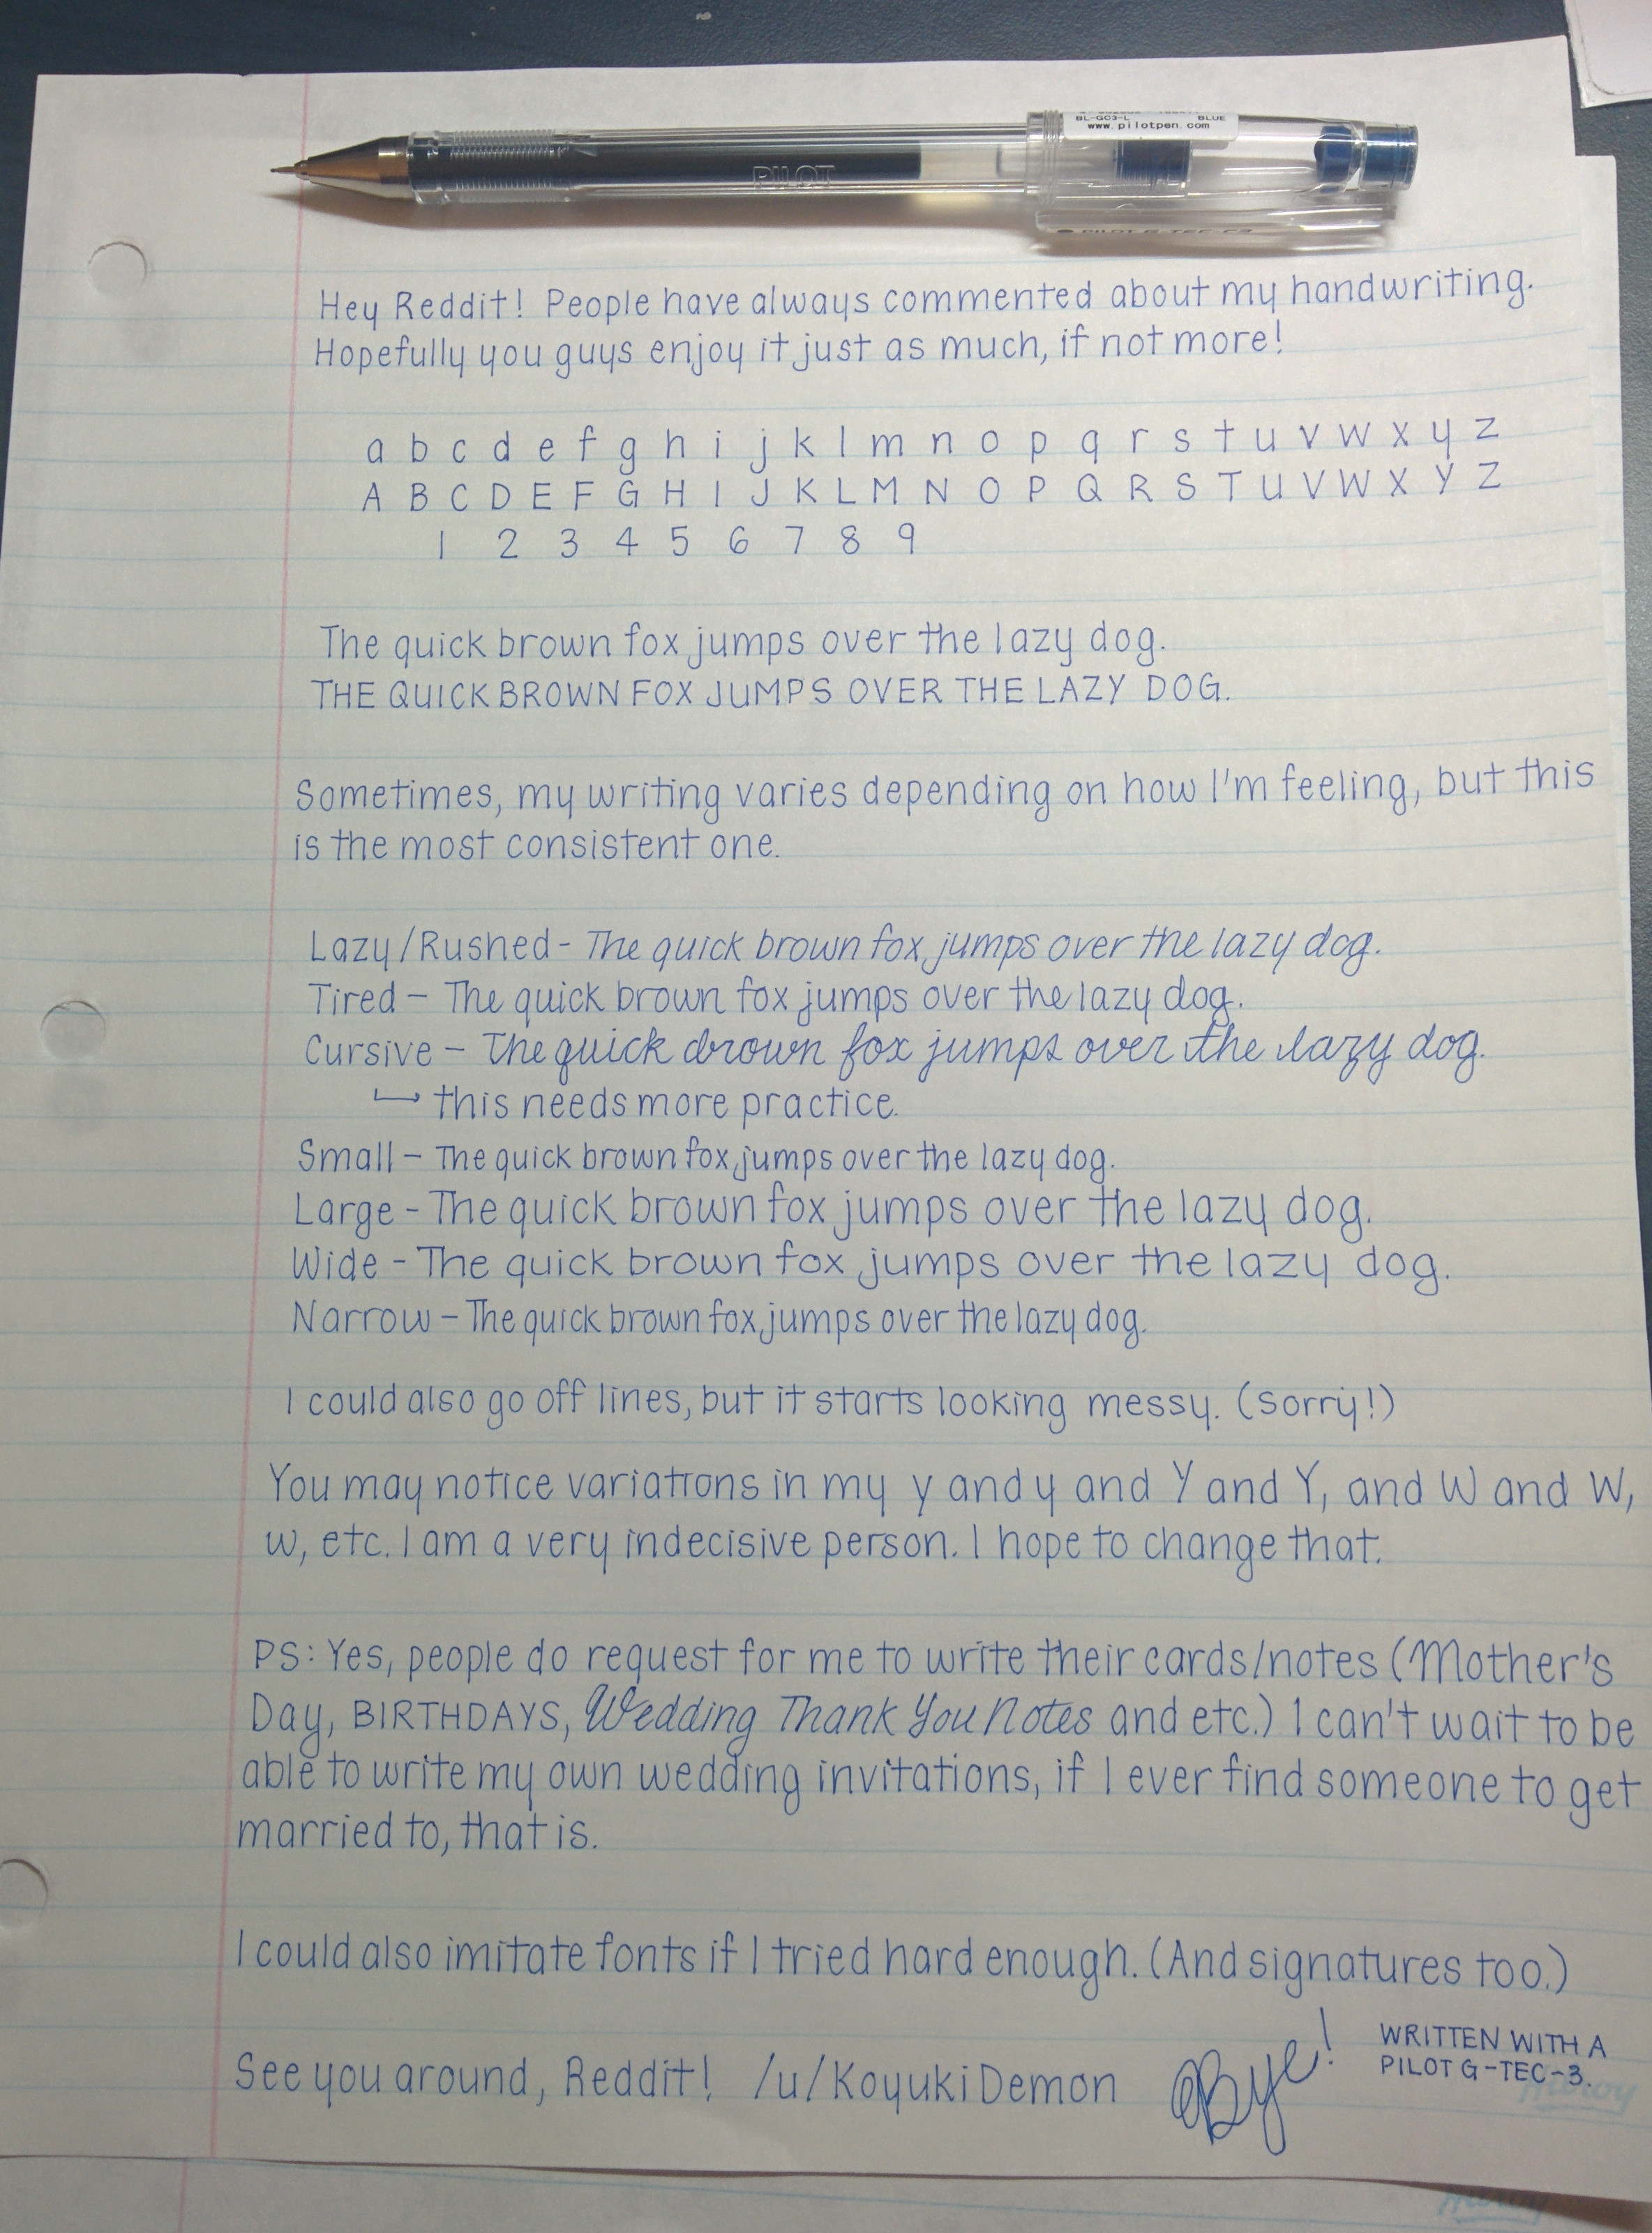 BL-GC3-L BLUE
www.pilotpen.com
PILOT
PILOT G-TEC-C3
Hey Reddit! People have always commented about my handwriting.
Hopefully you guys enjoy it just as much, if not more!
a b c d e f g h i j k l m n o p q r s t u v w x y z
A B C D E F G H I J K L M N O P Q R S T U V W X Y Z
1 2 3 4 5 6 7 8 9
The quick brown fox jumps over the lazy dog.
THE QUICK BROWN FOX JUMPS OVER THE LAZY DOG.
Sometimes, my writing varies depending on how I'm feeling, but this
is the most consistent one.
Lazy/Rushed - The quick brown fox jumps over the lazy dog.
Tired - The quick brown fox jumps over the lazy dog.
Cursive - The quick brown fox jumps over the lazy dog.
↳ this needs more practice.
Small - The quick brown fox jumps over the lazy dog.
Large - The quick brown fox jumps over the lazy dog.
Wide - The quick brown fox jumps over the lazy dog.
Narrow - The quick brown fox jumps over the lazy dog.
I could also go off lines, but it starts looking messy. (sorry!)
You may notice variations in my y and y and Y and Y, and W and W,
w, etc. I am a very indecisive person. I hope to change that.
PS: Yes, people do request for me to write their cards/notes (Mother's
Day, BIRTHDAYS, Wedding Thank You Notes and etc.) I can't wait to be
able to write my own wedding invitations, if I ever find someone to get
married to, that is.
I could also imitate fonts if I tried hard enough. (And signatures too.)
See you around, Reddit! /u/KoyukiDemon Bye!
WRITTEN WITH A
PILOT G-TEC-3.